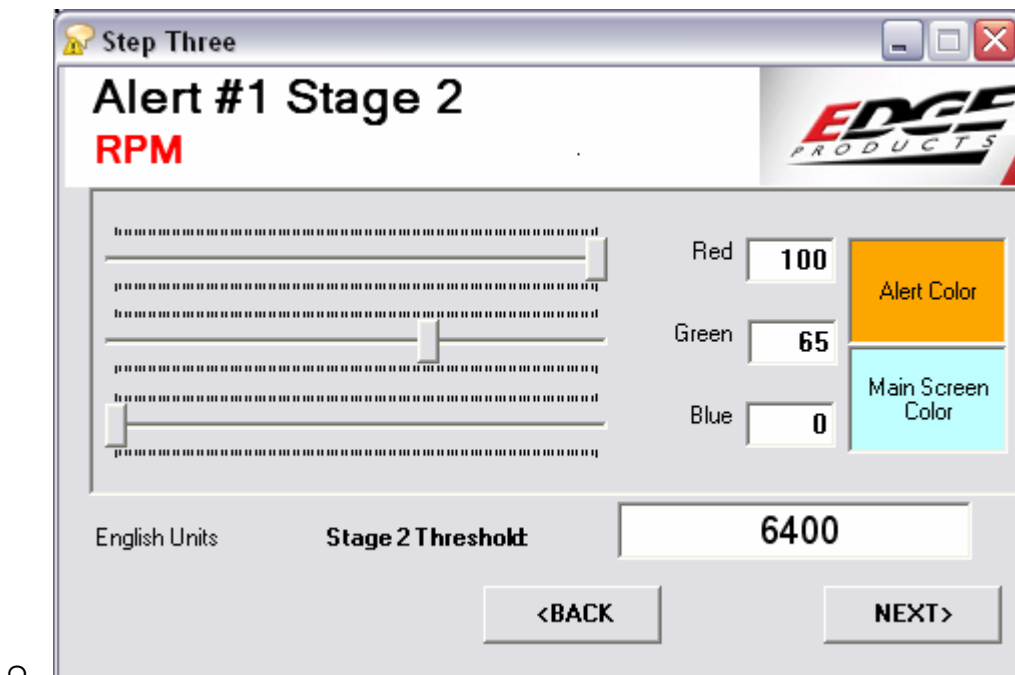 Step Three
Alert #1 Stage 2
RPM
EDGE
PRODUCTS
Red 100
Alert Color
Green 65
Main Screen
Color
Blue 0
English Units Stage 2 Threshold: 6400
<BACK NEXT>